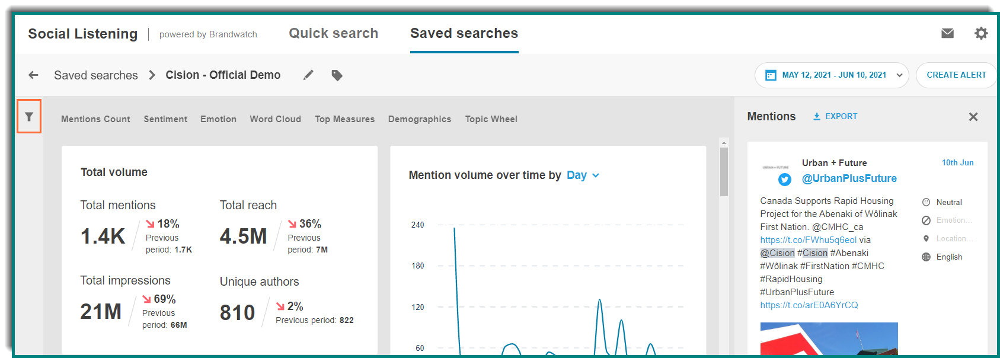 Social Listening
powered by Brandwatch
Quick search
Saved searches
Saved searches
Cision - Official Demo
MAY 12, 2021 - JUN 10, 2021
CREATE ALERT
Mentions Count
Sentiment
Emotion
Word Cloud
Top Measures
Demographics
Topic Wheel
Total volume
Total mentions
1.4K
18%
Previous
period: 1.7K
Total reach
4.5M
36%
Previous
period: 7M
Total impressions
21M
69%
Previous
period: 66M
Unique authors
810
2%
Previous period: 822
Mention volume over time by Day
240
180
120
60
Mentions
EXPORT
URBAN + FUTURE
Urban + Future
10th Jun
@UrbanPlusFuture
Canada Supports Rapid Housing
Project for the Abenaki of Wôlinak
First Nation. @CMHC_ca
https://t.co/FWhu5q6eol via
@Cision #Cision #Abenaki
#Wôlinak #FirstNation #CMHC
#RapidHousing
#UrbanPlusFuture
https://t.co/arE0A6YrCQ
Neutral
Emotion...
Location...
English